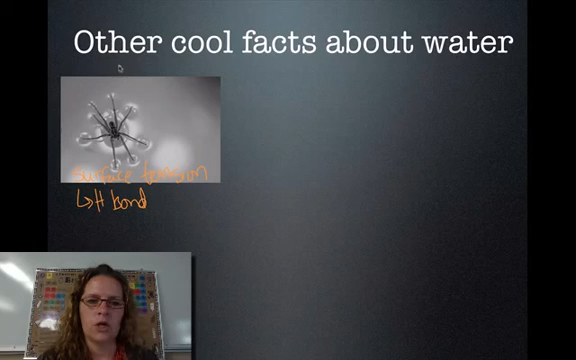 Other cool facts about water
surface tension
↳ H bond